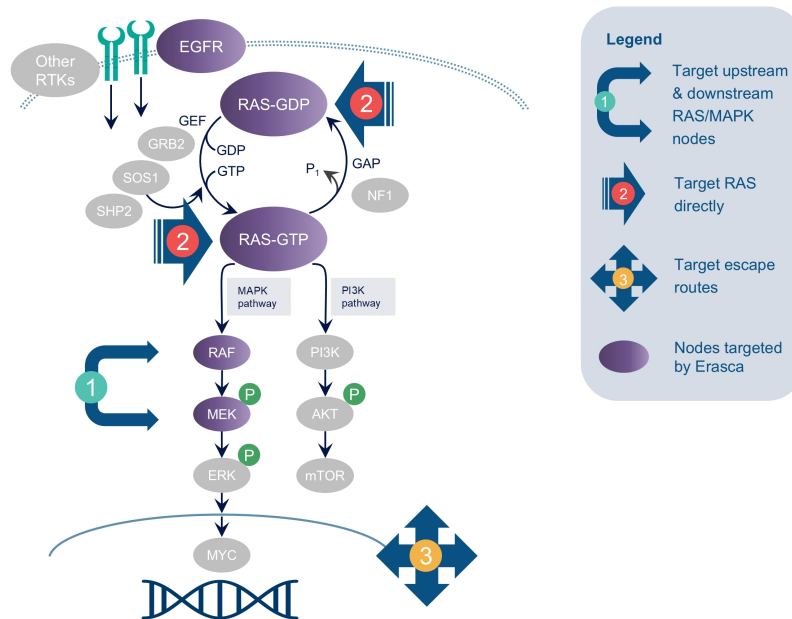 Other
RTKs
EGFR
RAS-GDP
2
GEF
GDP
GTP
GRB2
SOS1
SHP2
P1
GAP
NF1
2
RAS-GTP
MAPK
pathway
PI3K
pathway
1
RAF
PI3K
P
MEK
P
AKT
P
ERK
mTOR
MYC
3
Legend
1
Target upstream
& downstream
RAS/MAPK
nodes
2
Target RAS
directly
3
Target escape
routes
Nodes targeted
by Erasca